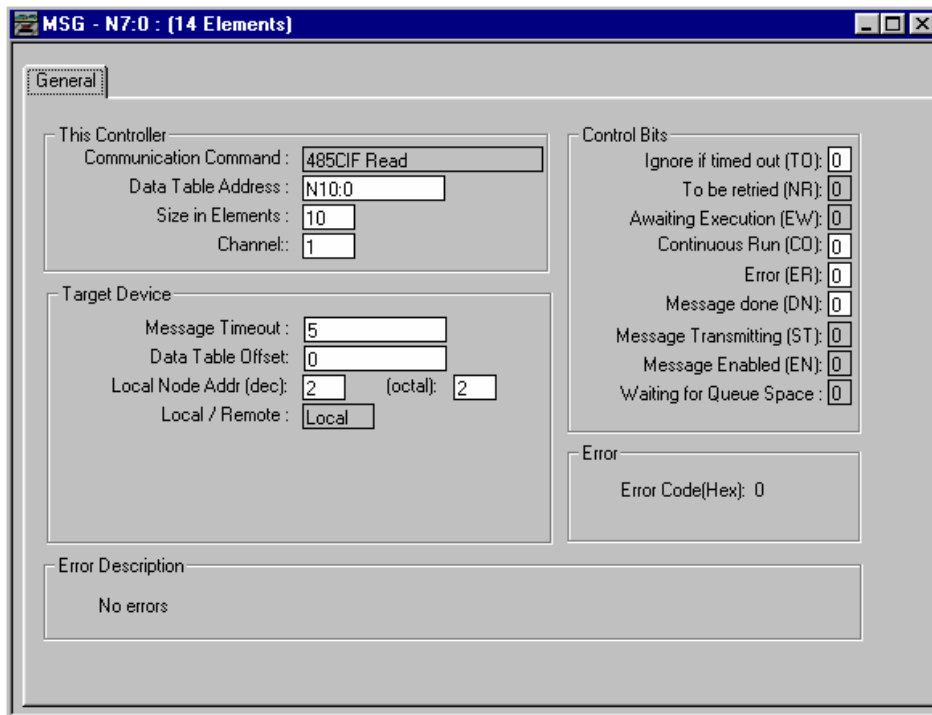 MSG - N7:0 : (14 Elements)
General
This Controller
Communication Command : 485CIF Read
Data Table Address : N10:0
Size in Elements : 10
Channel:: 1
Target Device
Message Timeout : 5
Data Table Offset: 0
Local Node Addr (dec): 2 (octal): 2
Local / Remote : Local
Control Bits
Ignore if timed out (TO): 0
To be retried (NR): 0
Awaiting Execution (EW): 0
Continuous Run (CO): 0
Error (ER): 0
Message done (DN): 0
Message Transmitting (ST): 0
Message Enabled (EN): 0
Waiting for Queue Space : 0
Error
Error Code(Hex): 0
Error Description
No errors